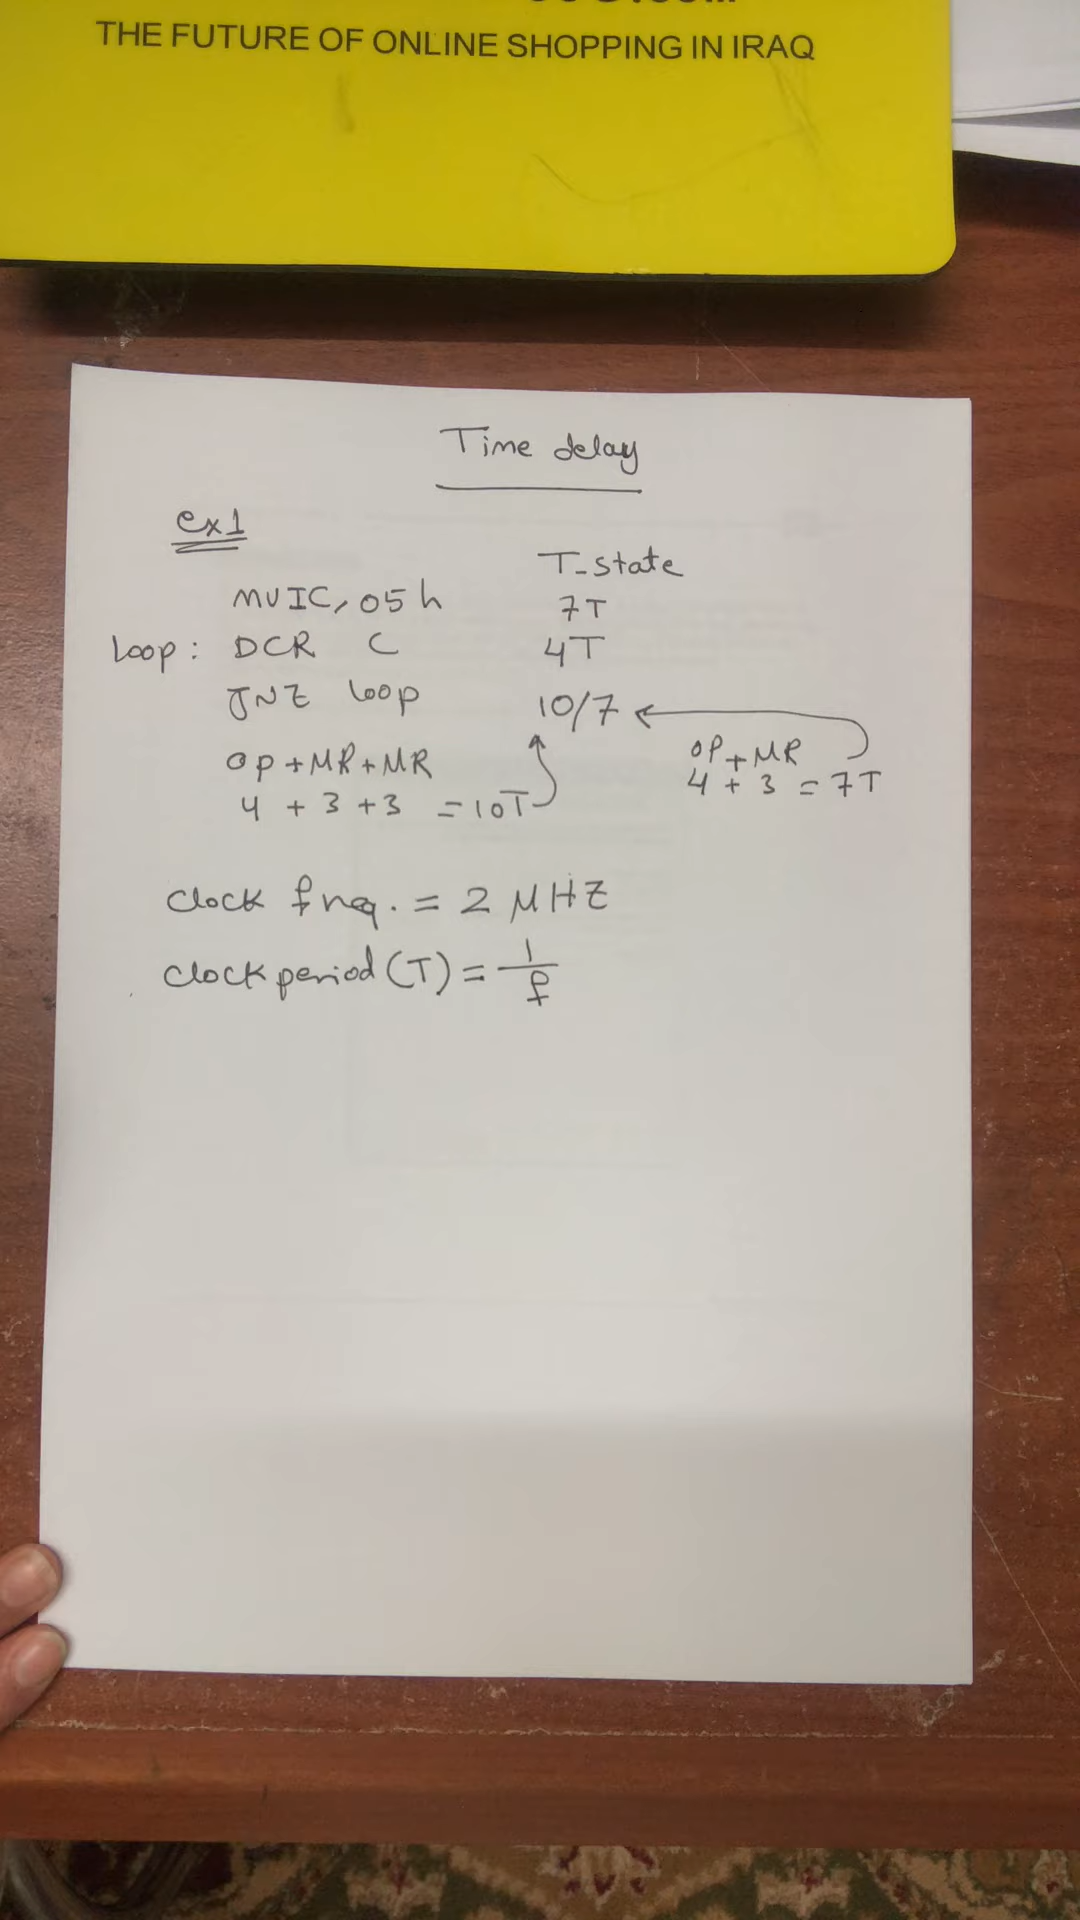 THE FUTURE OF ONLINE SHOPPING IN IRAQ
Time delay
ex1
T-state
MVI C, 05h 7T
Loop: DCR C 4T
JNZ loop 10/7
OP+MR+MR OP+MR
4 + 3 + 3 = 10T 4 + 3 = 7T
Clock freq. = 2 MHZ
Clock period (T) = 1/f